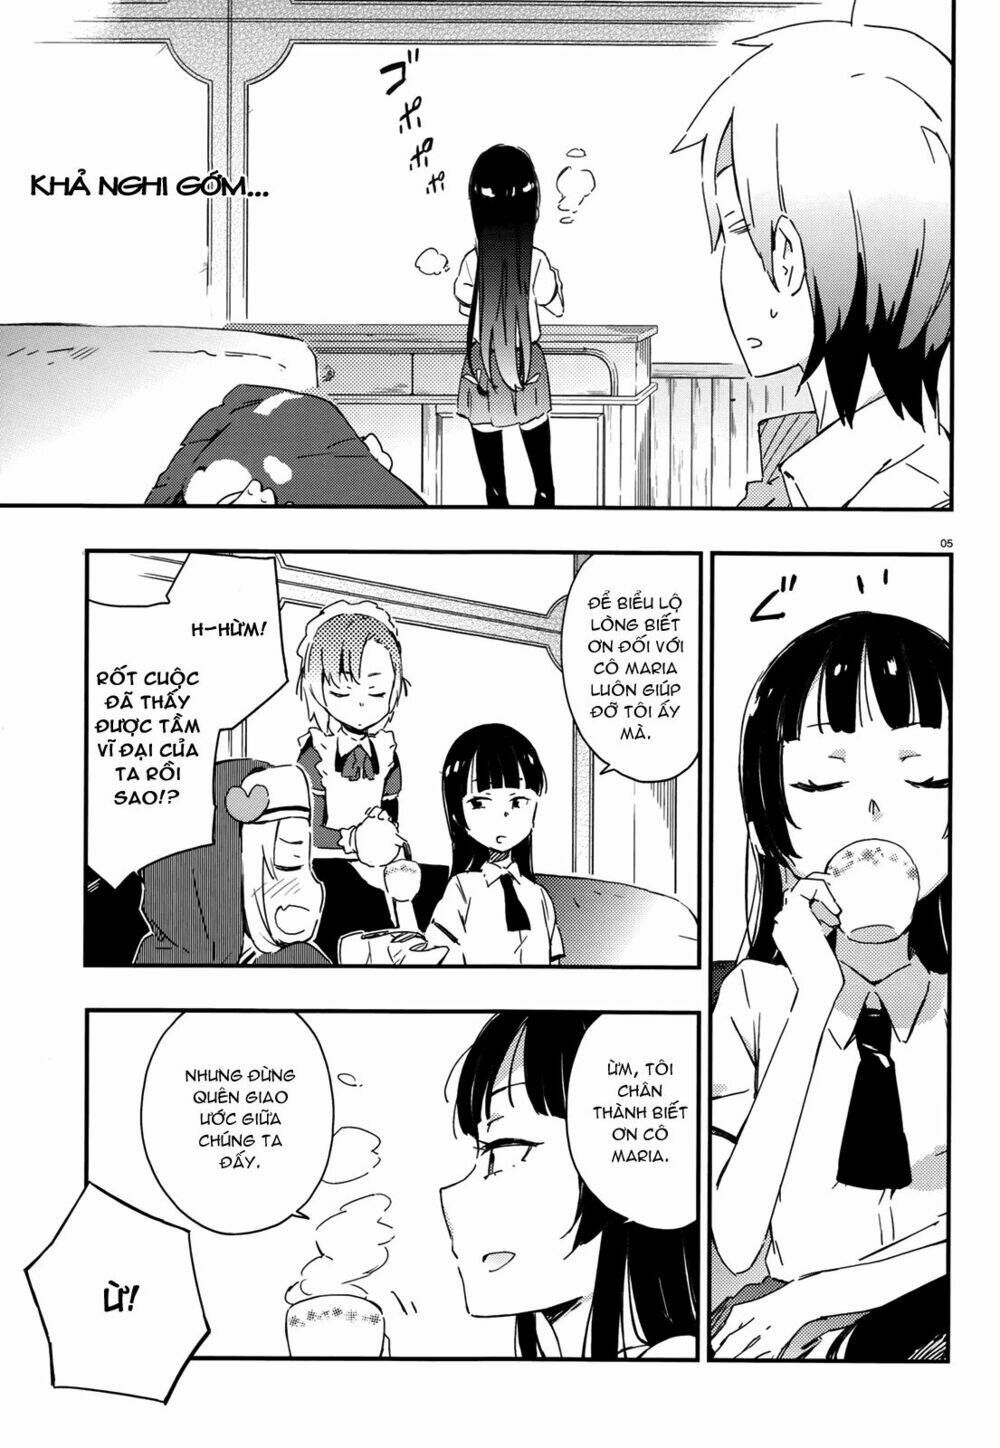 ゴポポポ
KHẢ NGHI GỚM...
05
ズズ
ĐỂ BIỂU LỘ
LÒNG BIẾT
ƠN ĐỐI VỚI
CÔ MARIA
LUÔN GIÚP
ĐỠ TÔI ẤY
MÀ.
H-HỪM!
RỐT CUỘC
ĐÃ THẤY
ĐƯỢC TẦM
VĨ ĐẠI CỦA
TA RỒI
SAO!?
ỪM, TÔI
CHÂN
THÀNH BIẾT
ƠN CÔ
MARIA.
NHƯNG ĐỪNG
QUÊN GIAO
ƯỚC GIỮA
CHÚNG TA
ĐẤY.
Ừ!